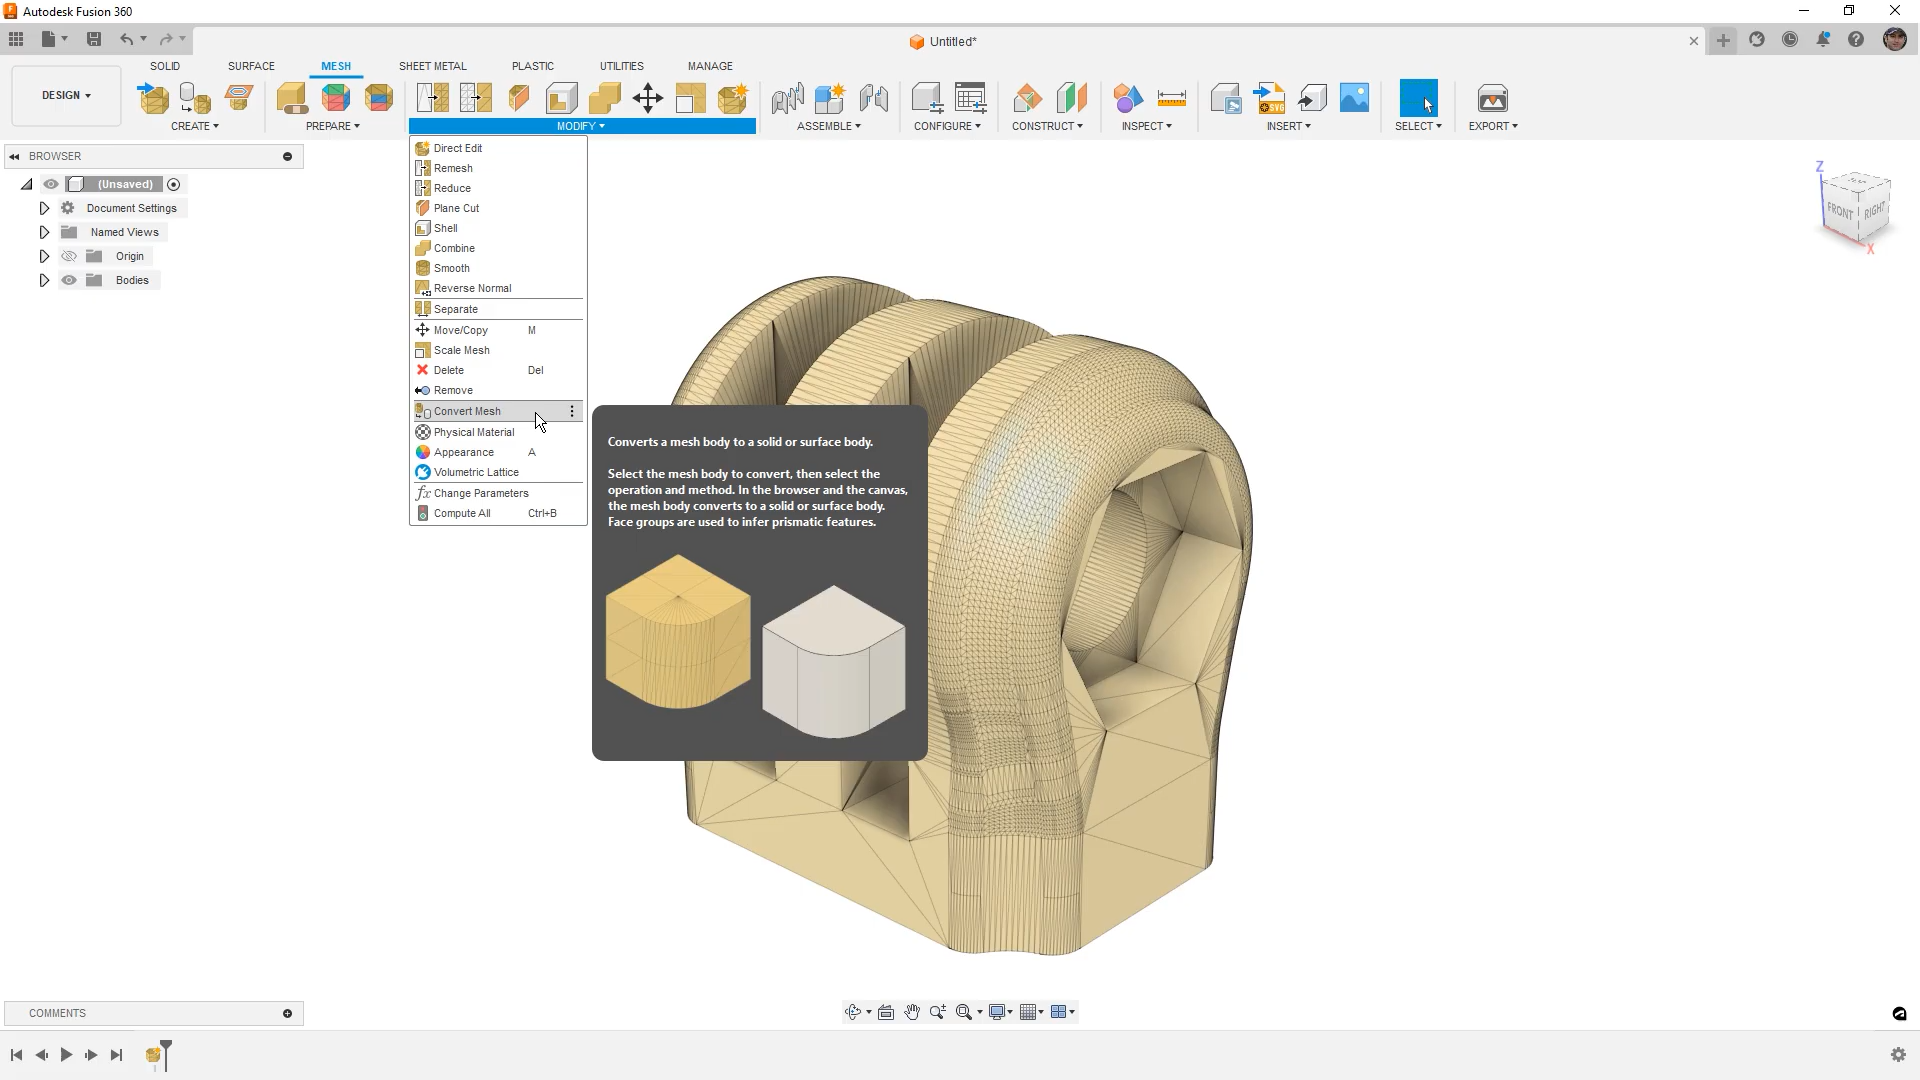 Autodesk Fusion 360
Untitled*
SOLID SURFACE MESH SHEET METAL PLASTIC UTILITIES MANAGE
DESIGN
CREATE PREPARE MODIFY ASSEMBLE CONFIGURE CONSTRUCT INSPECT INSERT SELECT EXPORT
SVG
BROWSER
(Unsaved)
Document Settings
Named Views
Origin
Bodies
Direct Edit
Remesh
Reduce
Plane Cut
Shell
Combine
Smooth
Reverse Normal
Separate
Move/Copy M
Scale Mesh
Delete Del
Remove
Convert Mesh
Physical Material
Appearance A
Volumetric Lattice
fx Change Parameters
Compute All Ctrl+B
Converts a mesh body to a solid or surface body.
Select the mesh body to convert, then select the
operation and method. In the browser and the canvas,
the mesh body converts to a solid or surface body.
Face groups are used to infer prismatic features.
Z
TOP
FRONT
RIGHT
X
COMMENTS